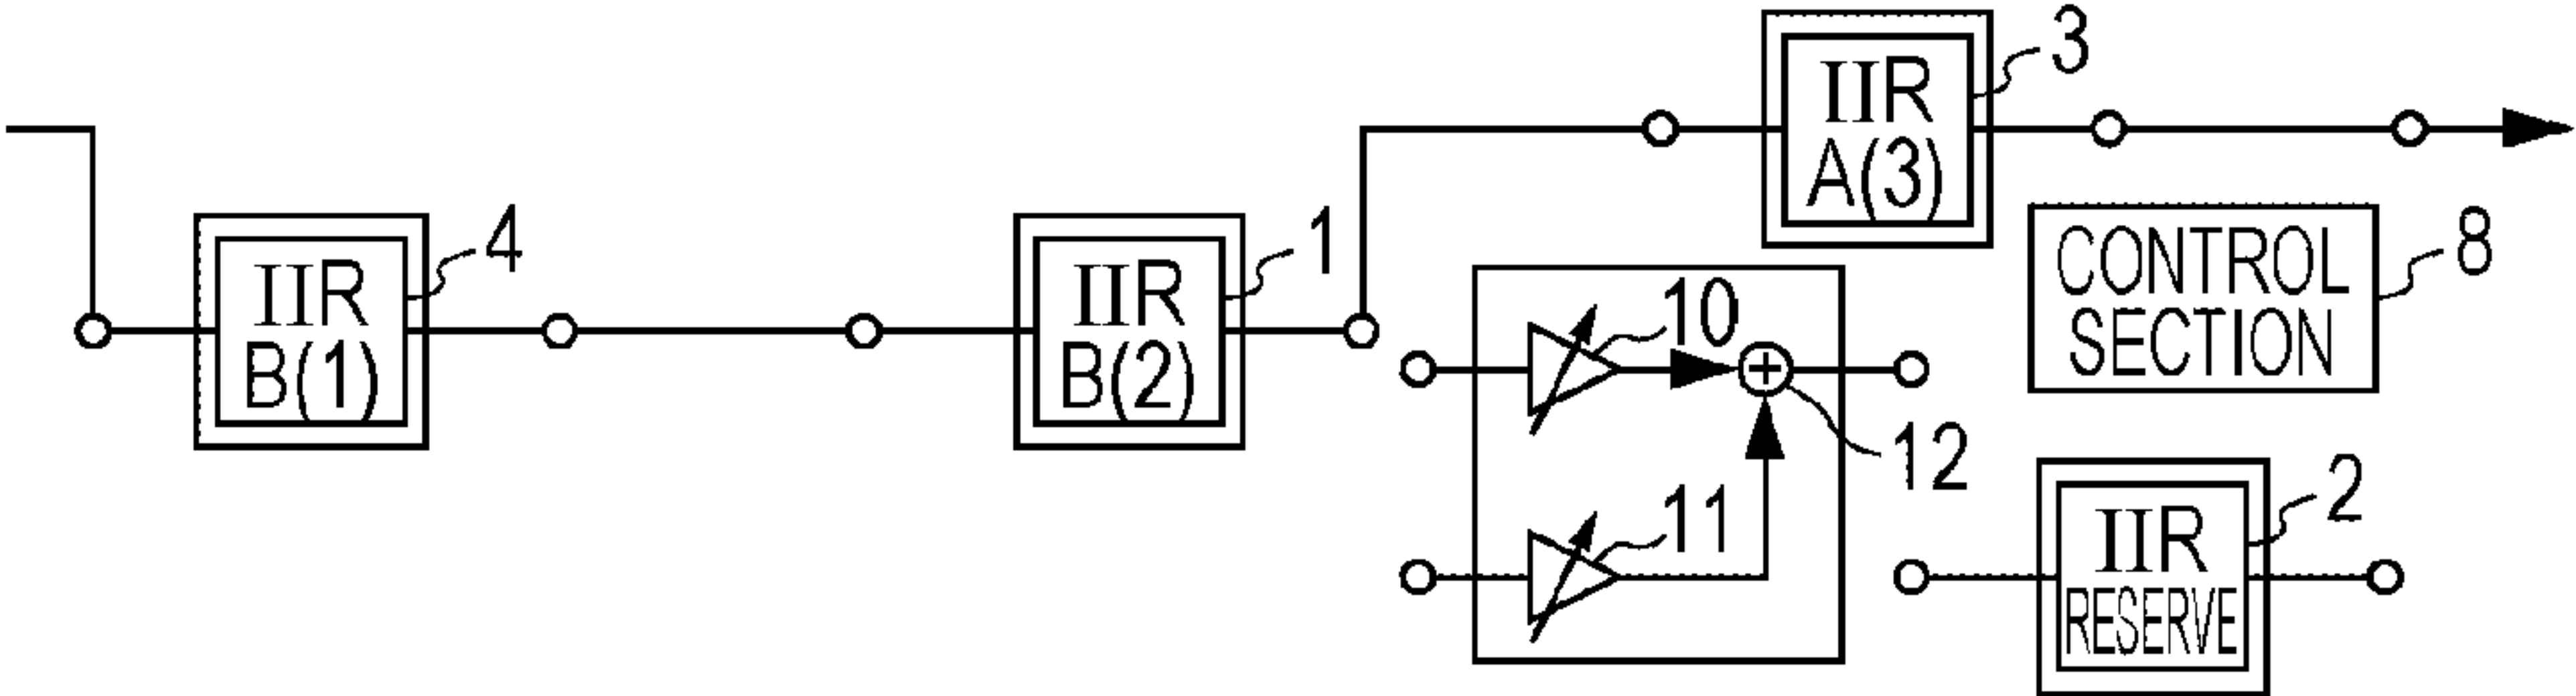 IIR
A(3)
3
IIR
B(1)
4
IIR
B(2)
1
CONTROL
SECTION
8
10
+
12
11
IIR
RESERVE
2